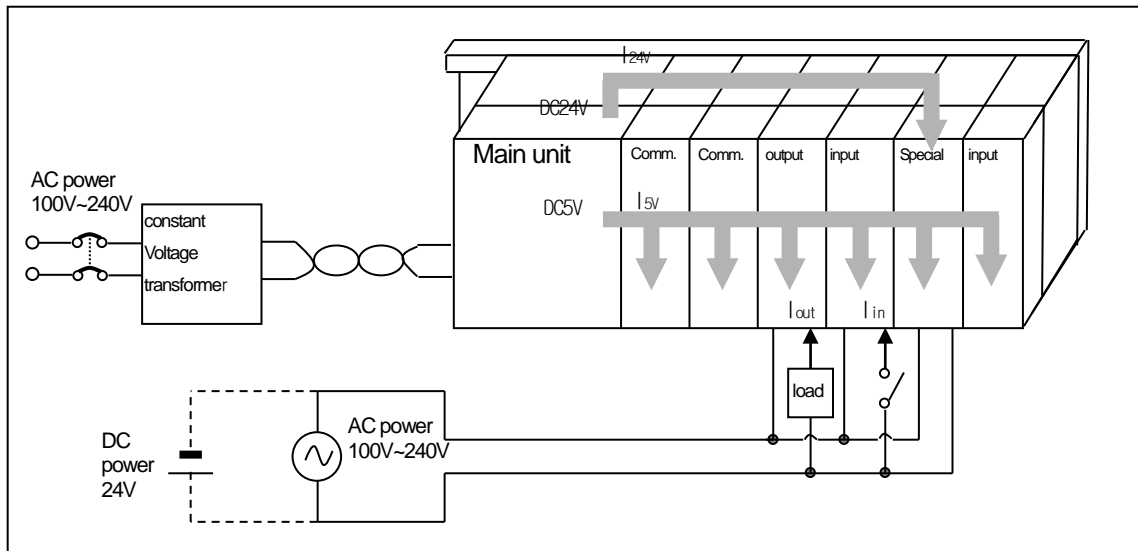 I24V
DC24V
Main unit
Comm.
Comm.
output
input
Special
input
AC power
100V~240V
constant
Voltage
transformer
DC5V
I5V
Iout
Iin
load
AC power
100V~240V
DC
power
24V